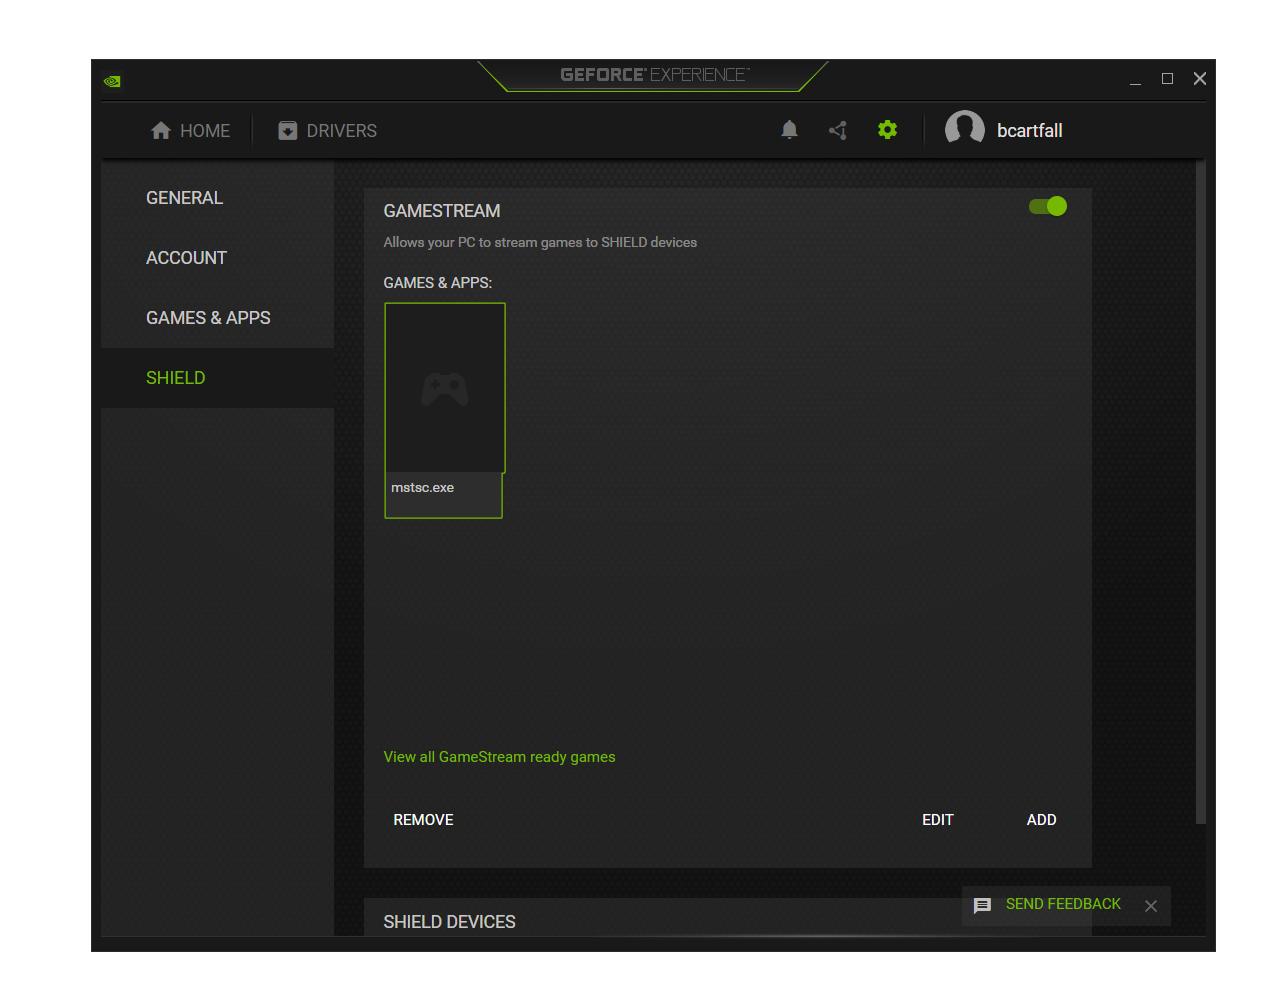 GEFORCE® EXPERIENCE™
HOME
DRIVERS
bcartfall
GENERAL
ACCOUNT
GAMES & APPS
SHIELD
GAMESTREAM
Allows your PC to stream games to SHIELD devices
GAMES & APPS:
mstsc.exe
View all GameStream ready games
REMOVE
EDIT
ADD
SHIELD DEVICES
SEND FEEDBACK